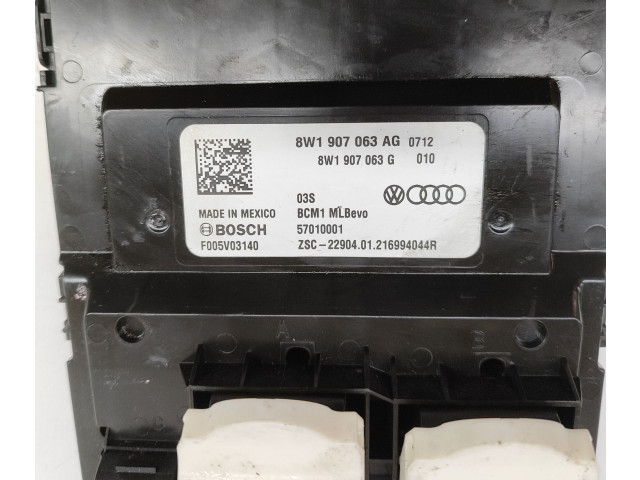 8W1 907 063 AG 0712
8W1 907 063 G 010
03S
MADE IN MEXICO BCM1 MLBevo
BOSCH 57010001
F005V03140 ZSC-22904.01.216994044R
A